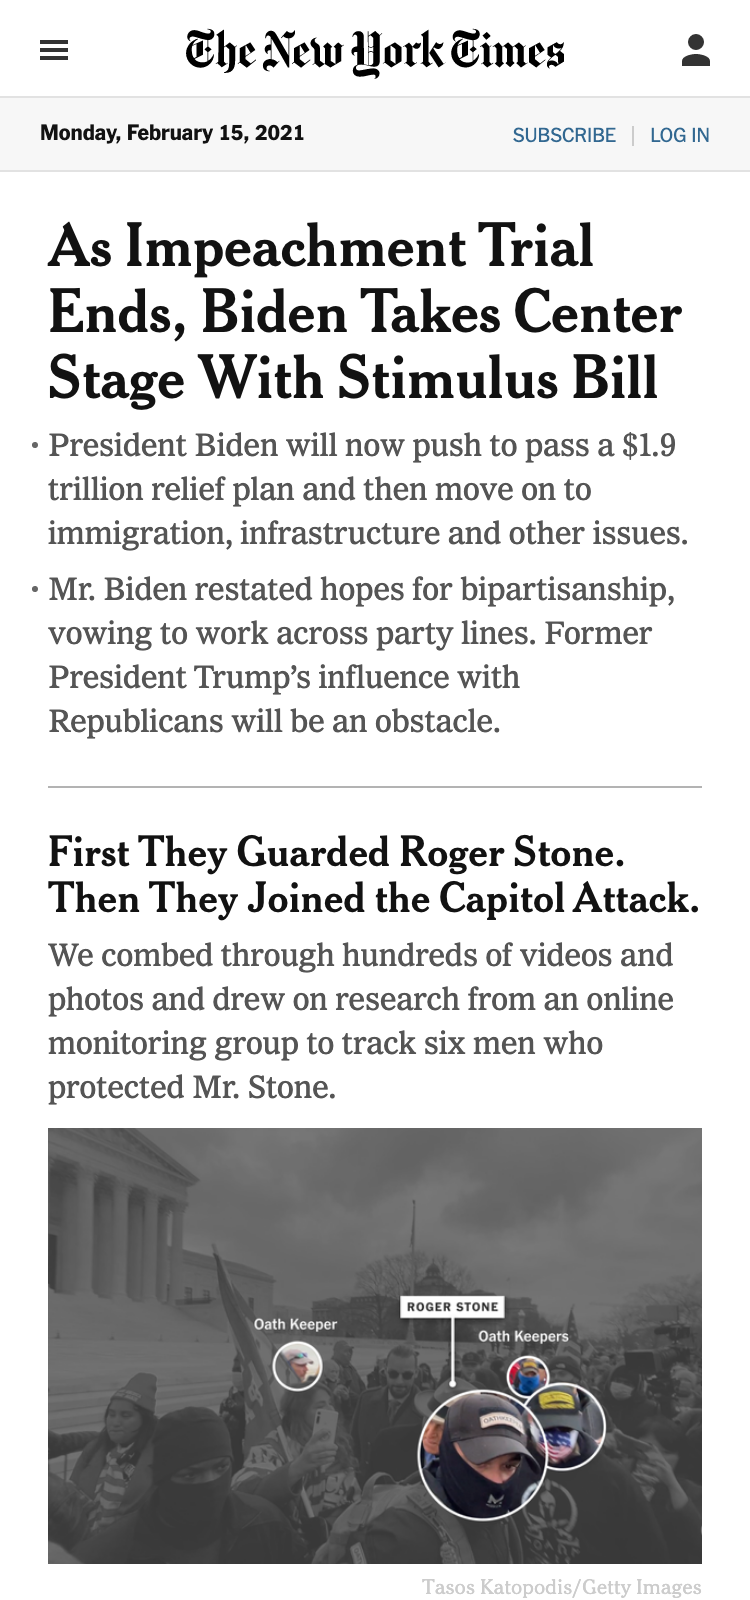 The New York Times
Monday, February 15, 2021
SUBSCRIBE | LOG IN
As Impeachment Trial
Ends, Biden Takes Center
Stage With Stimulus Bill
• President Biden will now push to pass a $1.9
trillion relief plan and then move on to
immigration, infrastructure and other issues.
• Mr. Biden restated hopes for bipartisanship,
vowing to work across party lines. Former
President Trump’s influence with
Republicans will be an obstacle.
First They Guarded Roger Stone.
Then They Joined the Capitol Attack.
We combed through hundreds of videos and
photos and drew on research from an online
monitoring group to track six men who
protected Mr. Stone.
ROGER STONE
Oath Keeper
Oath Keepers
Tasos Katopodis/Getty Images